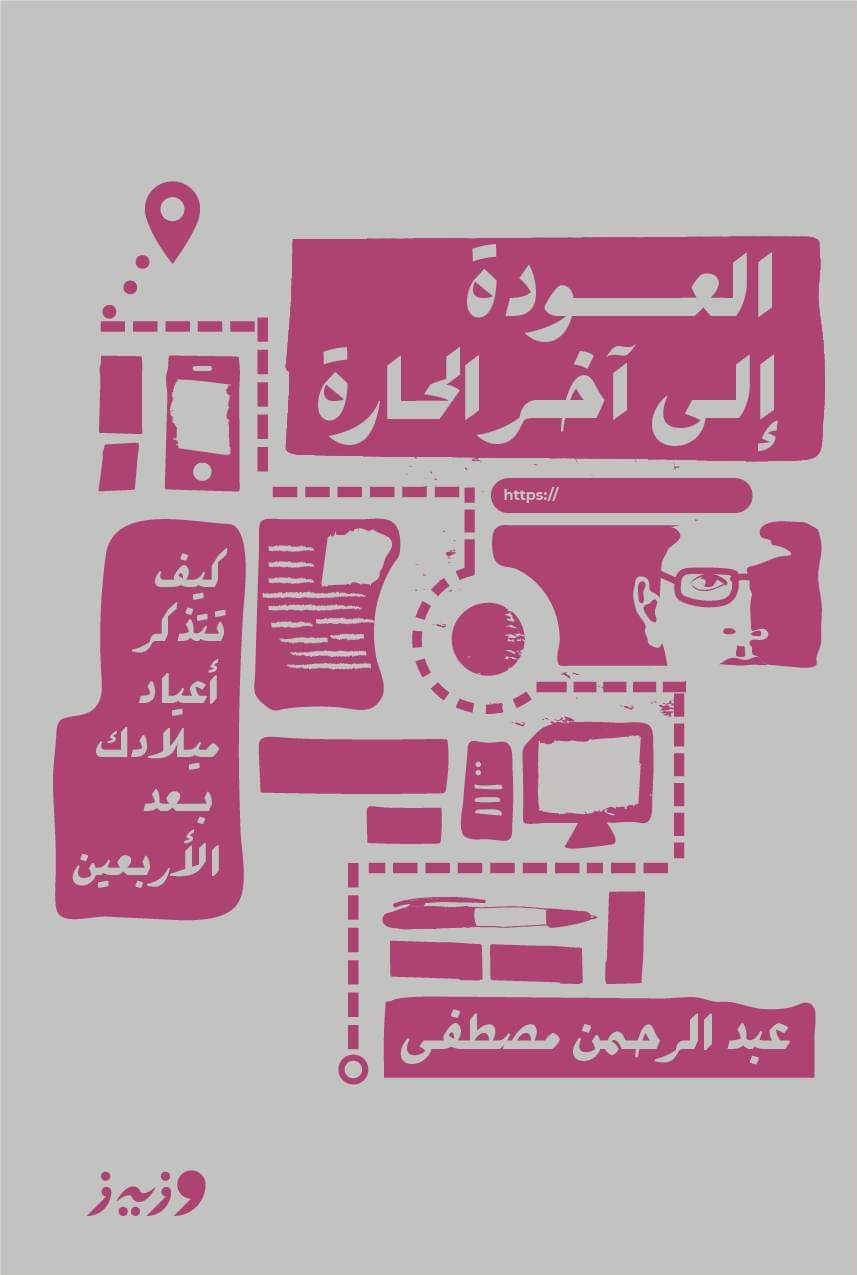 العودة
إلى آخر الحارة
https://
كيف
تتذكر
أعياد
ميلادك
بعد
الأربعين
عبد الرحمن مصطفى
وزيز